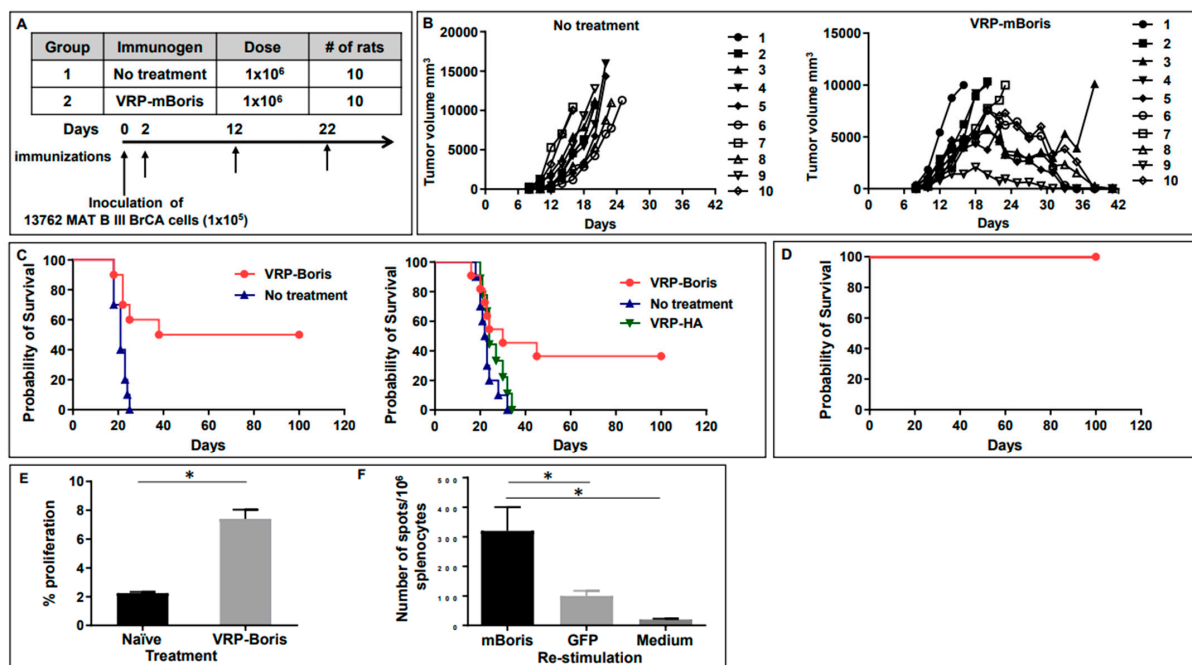 A
Group Immunogen Dose # of rats
1 No treatment 1x10⁶ 10
2 VRP-mBoris 1x10⁶ 10
Days 0 2 12 22
immunizations
Inoculation of
13762 MAT B III BrCA cells (1x10⁵)
B
No treatment
Tumor volume mm³
20000
15000
10000
5000
0
0 6 12 18 24 30 36 42
Days
1
2
3
4
5
6
7
8
9
10
VRP-mBoris
Tumor volume mm³
15000
10000
5000
0
0 6 12 18 24 30 36 42
Days
1
2
3
4
5
6
7
8
9
10
C
Probability of Survival
100
80
60
40
20
0
0 20 40 60 80 100 120
Days
VRP-Boris
No treatment
Probability of Survival
100
80
60
40
20
0
0 20 40 60 80 100 120
Days
VRP-Boris
No treatment
VRP-HA
D
Probability of Survival
100
80
60
40
20
0
0 20 40 60 80 100 120
Days
E
% proliferation
10
8
6
4
2
0
*
Naïve VRP-Boris
Treatment
F
Number of spots/10⁶
splenocytes
500
400
300
200
100
0
*
*
mBoris GFP Medium
Re-stimulation